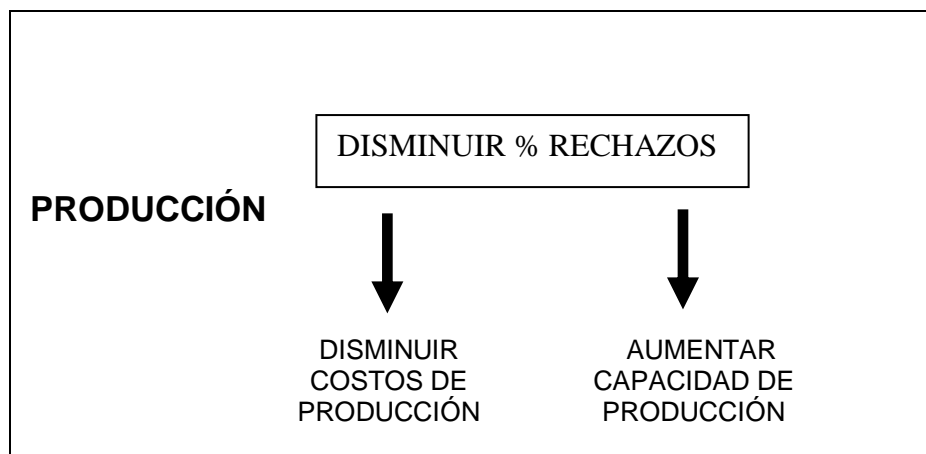 DISMINUIR % RECHAZOS
PRODUCCIÓN
DISMINUIR
COSTOS DE
PRODUCCIÓN
AUMENTAR
CAPACIDAD DE
PRODUCCIÓN